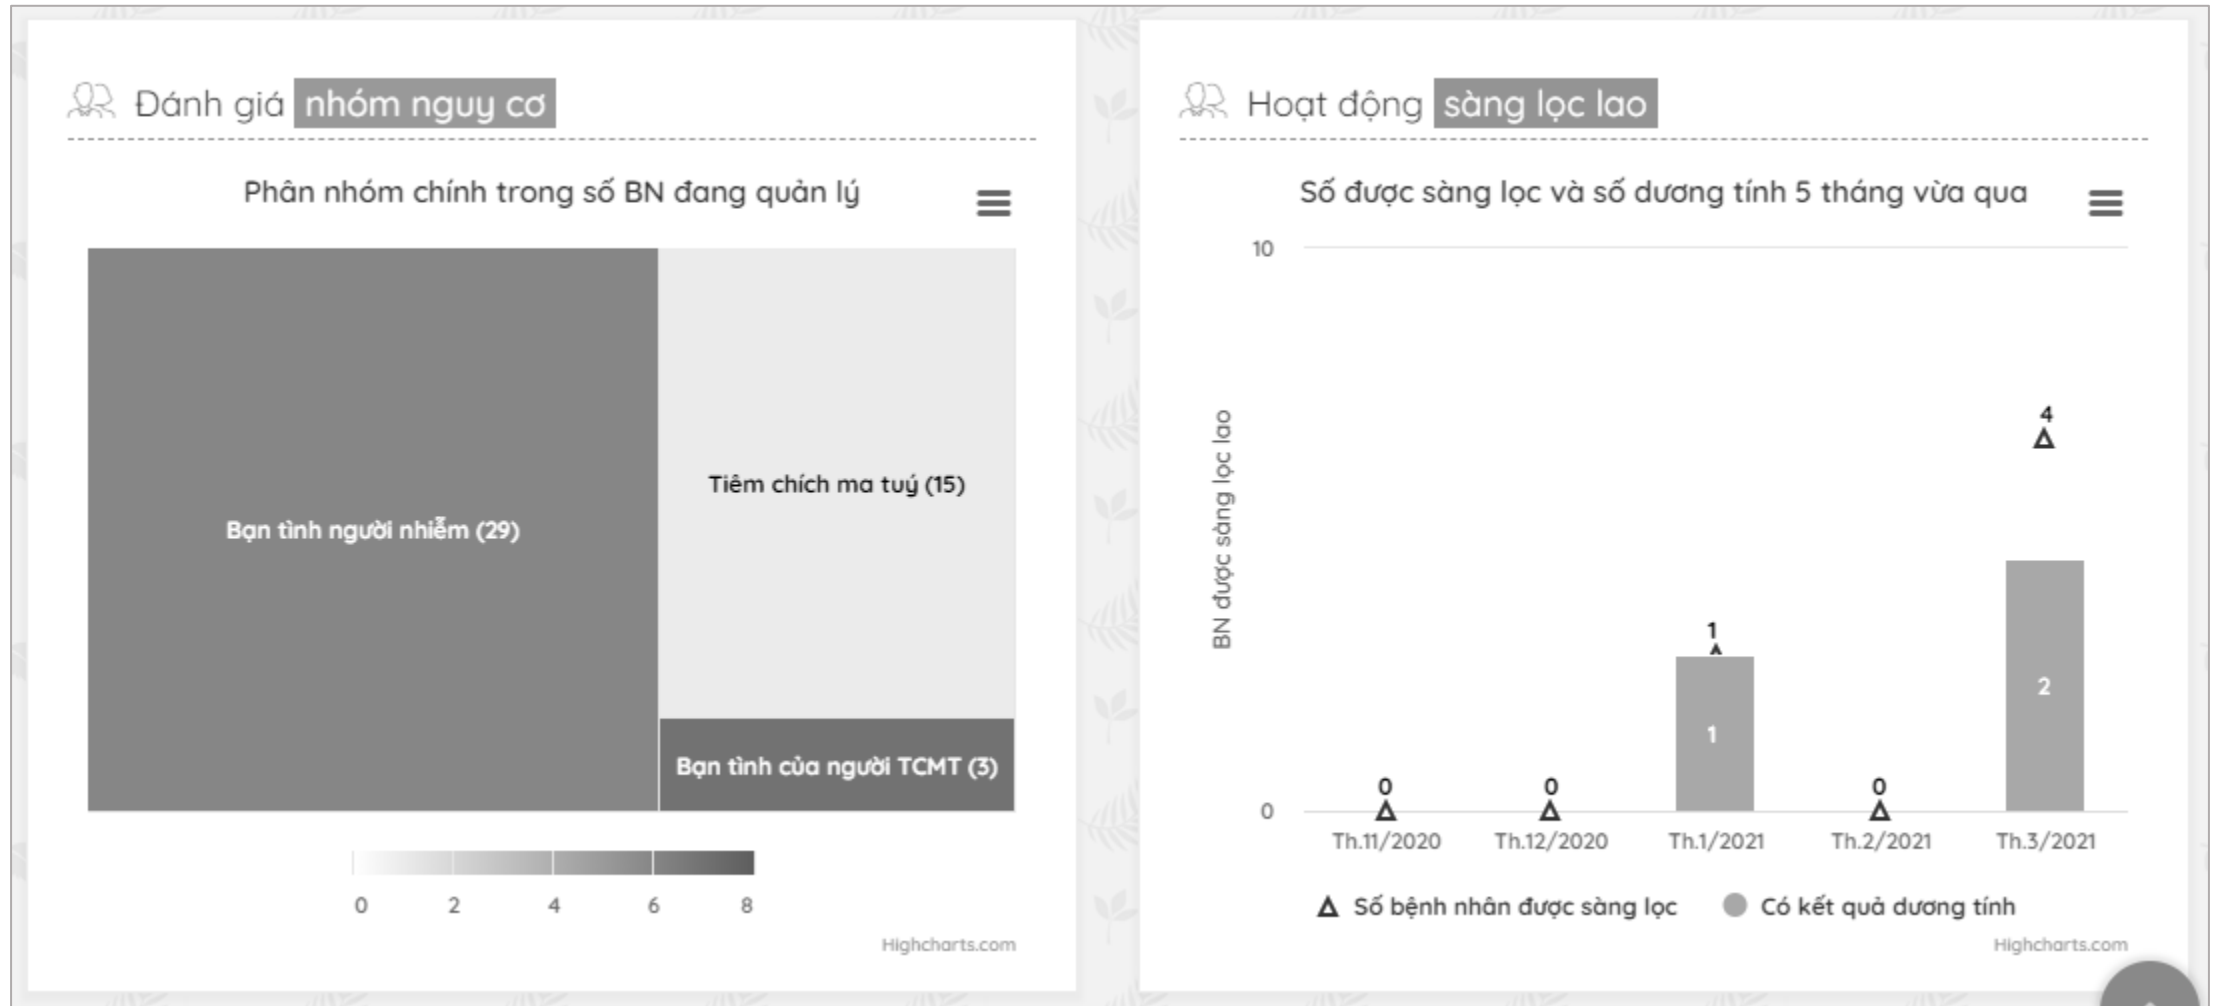 Đánh giá nhóm nguy cơ
Phân nhóm chính trong số BN đang quản lý
Bạn tình người nhiễm (29)
Tiêm chích ma tuý (15)
Bạn tình của người TCMT (3)
0 2 4 6 8
Highcharts.com
Hoạt động sàng lọc lao
Số được sàng lọc và số dương tính 5 tháng vừa qua
10
BN được sàng lọc lao
4
1
2
1
0 0 0
0
Th.11/2020 Th.12/2020 Th.1/2021 Th.2/2021 Th.3/2021
Số bệnh nhân được sàng lọc Có kết quả dương tính
Highcharts.com